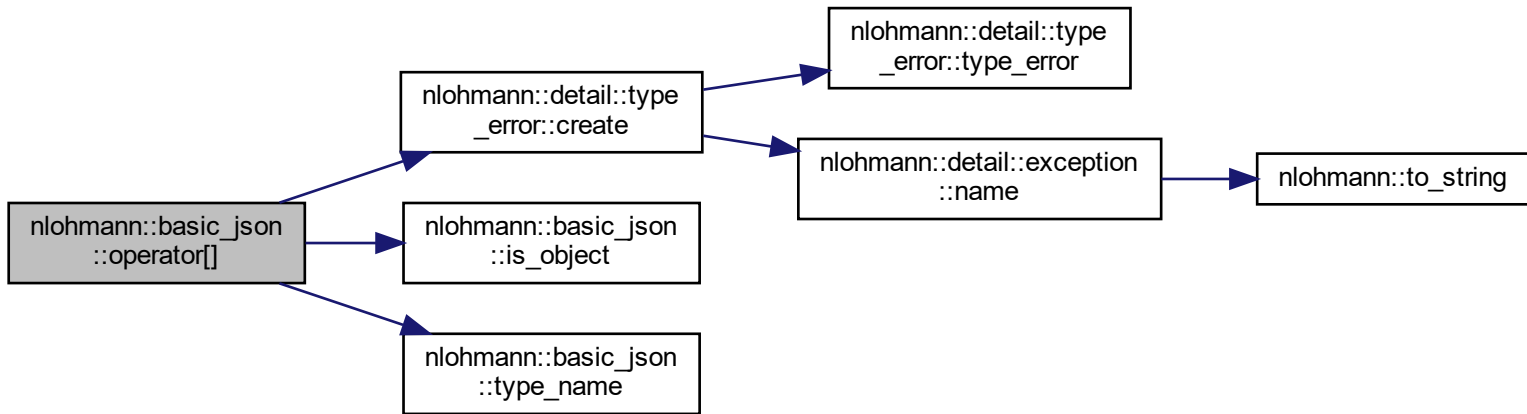 nlohmann::basic_json
::operator[]
nlohmann::detail::type
_error::create
nlohmann::basic_json
::is_object
nlohmann::basic_json
::type_name
nlohmann::detail::type
_error::type_error
nlohmann::detail::exception
::name
nlohmann::to_string